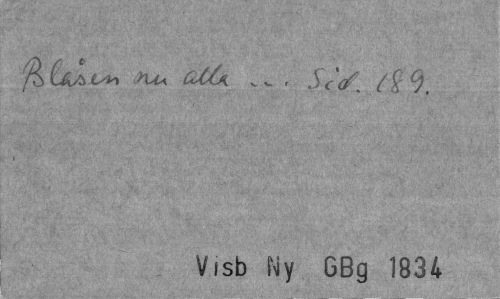 Blåsen nu alla ... Sid. 189.
Visb Ny GBg 1834